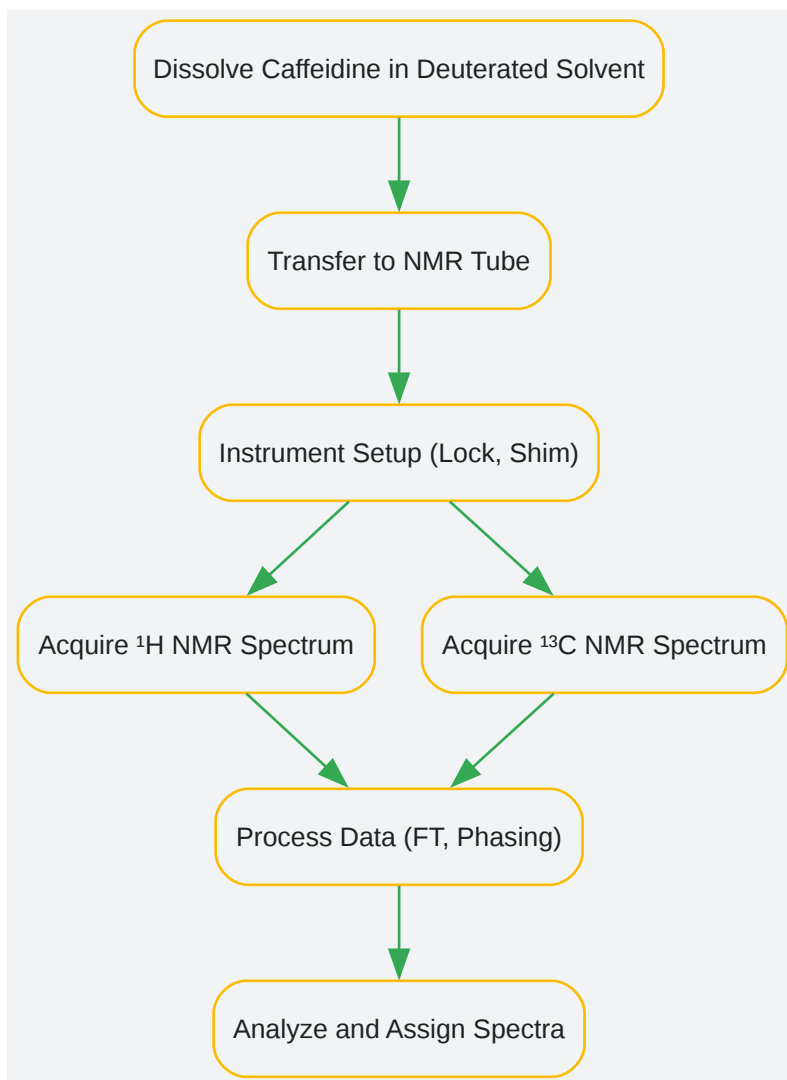 Dissolve Caffeidine in Deuterated Solvent
Transfer to NMR Tube
Instrument Setup (Lock, Shim)
Acquire ¹H NMR Spectrum
Acquire ¹³C NMR Spectrum
Process Data (FT, Phasing)
Analyze and Assign Spectra